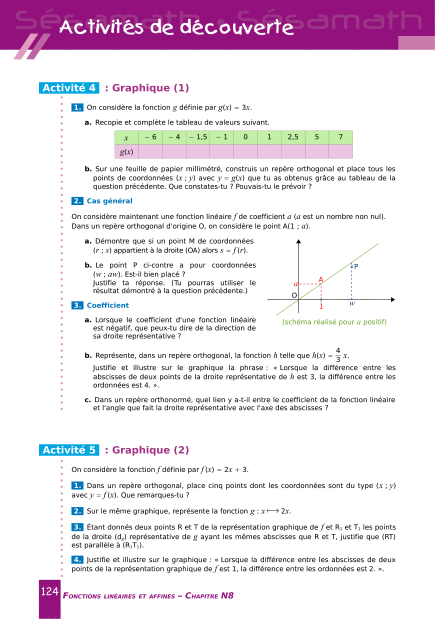 Sésamath Sésamath Sésamath
Activités de découverte
Activité 4 : Graphique (1)
1. On considère la fonction g définie par g(x) = 3x.
a. Recopie et complète le tableau de valeurs suivant.
x − 6 − 4 − 1,5 − 1 0 1 2,5 5 7
g(x)
b. Sur une feuille de papier millimétré, construis un repère orthogonal et place tous les
points de coordonnées (x ; y) avec y = g(x) que tu as obtenus grâce au tableau de la
question précédente. Que constates-tu ? Pouvais-tu le prévoir ?
2. Cas général
On considère maintenant une fonction linéaire f de coefficient a (a est un nombre non nul).
Dans un repère orthogonal d'origine O, on considère le point A(1 ; a).
a. Démontre que si un point M de coordonnées
(r ; s) appartient à la droite (OA) alors s = f (r).
b. Le point P ci-contre a pour coordonnées
(w ; aw). Est-il bien placé ?
Justifie ta réponse. (Tu pourras utiliser le
résultat démontré à la question précédente.)
P
A
a
O
1
w
(schéma réalisé pour a positif)
3. Coefficient
a. Lorsque le coefficient d'une fonction linéaire
est négatif, que peux-tu dire de la direction de
sa droite représentative ?
b. Représente, dans un repère orthogonal, la fonction h telle que h(x) = 4/3 x.
Justifie et illustre sur le graphique la phrase : « Lorsque la différence entre les
abscisses de deux points de la droite représentative de h est 3, la différence entre les
ordonnées est 4. ».
c. Dans un repère orthonormé, quel lien y a-t-il entre le coefficient de la fonction linéaire
et l'angle que fait la droite représentative avec l'axe des abscisses ?
Activité 5 : Graphique (2)
On considère la fonction f définie par f (x) = 2x + 3.
1. Dans un repère orthogonal, place cinq points dont les coordonnées sont du type (x ; y)
avec y = f (x). Que remarques-tu ?
2. Sur le même graphique, représente la fonction g : x ⟼ 2x.
3. Étant donnés deux points R et T de la représentation graphique de f et R₁ et T₁ les points
de la droite (dg) représentative de g ayant les mêmes abscisses que R et T, justifie que (RT)
est parallèle à (R₁T₁).
4. Justifie et illustre sur le graphique : « Lorsque la différence entre les abscisses de deux
points de la représentation graphique de f est 1, la différence entre les ordonnées est 2. ».
124 FONCTIONS LINÉAIRES ET AFFINES – CHAPITRE N8